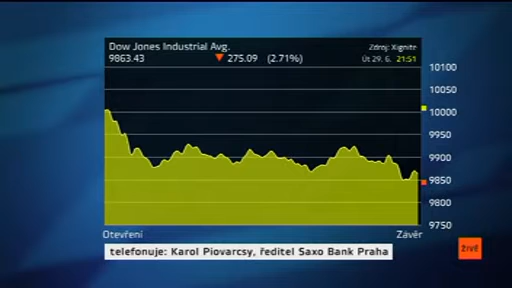 Dow Jones Industrial Avg.
Zdroj: Xignite
9863.43 ▼ 275.09 (2.71%)
Út 29. 6. 21:51
10100
10050
10000
9950
9900
9850
9800
9750
Otevření
Závěr
telefonuje: Karol Piovarcsy, ředitel Saxo Bank Praha
ŽIVĚ